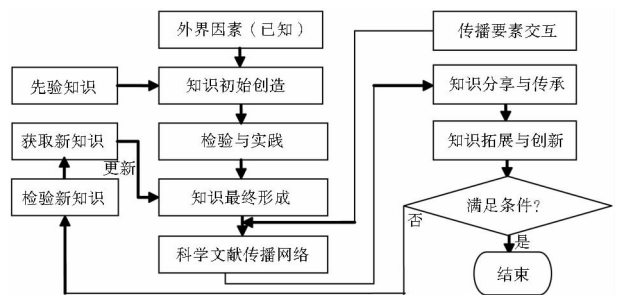 外界因素(已知)
传播要素交互
先验知识
知识初始创造
知识分享与传承
获取新知识
检验与实践
知识拓展与创新
更新
检验新知识
知识最终形成
满足条件?
否
是
科学文献传播网络
结束